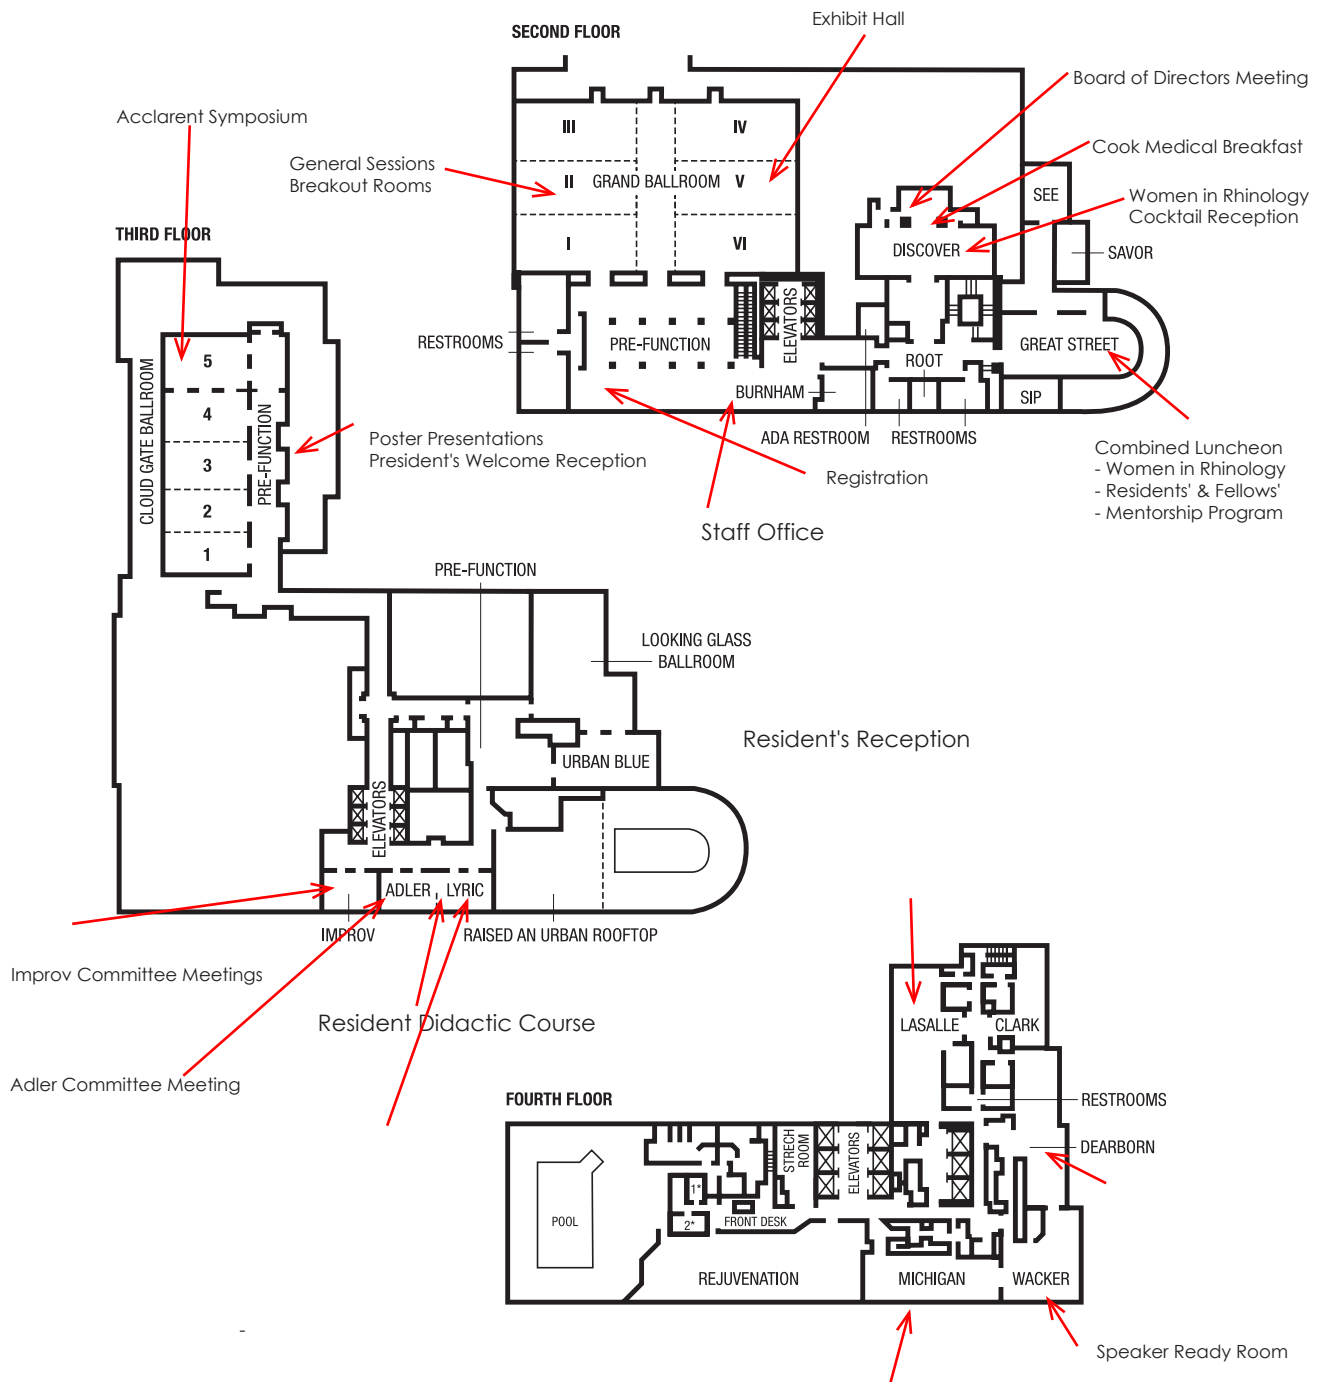 SECOND FLOOR
Exhibit Hall
Board of Directors Meeting
Acclarent Symposium
III
IV
General Sessions
Breakout Rooms
Cook Medical Breakfast
II
GRAND BALLROOM
V
SEE
Women in Rhinology
Cocktail Reception
THIRD FLOOR
I
VI
DISCOVER
SAVOR
ELEVATORS
RESTROOMS
PRE-FUNCTION
GREAT STREET
ROOT
5
CLOUD GATE BALLROOM
4
3
2
1
PRE-FUNCTION
BURNHAM
SIP
Poster Presentations
President's Welcome Reception
ADA RESTROOM
RESTROOMS
Registration
Combined Luncheon
- Women in Rhinology
- Residents' & Fellows'
- Mentorship Program
Staff Office
PRE-FUNCTION
LOOKING GLASS
BALLROOM
Resident's Reception
URBAN BLUE
ELEVATORS
ADLER
LYRIC
IMPROV
RAISED AN URBAN ROOFTOP
Improv Committee Meetings
Resident Didactic Course
LASALLE
CLARK
Adler Committee Meeting
FOURTH FLOOR
RESTROOMS
DEARBORN
STRECH
ROOM
ELEVATORS
1*
2*
POOL
FRONT DESK
REJUVENATION
MICHIGAN
WACKER
Speaker Ready Room
-